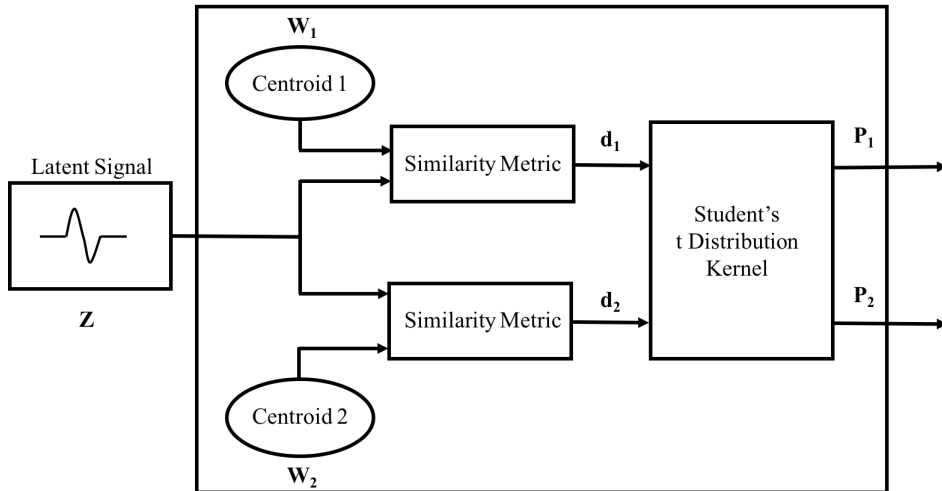 W₁
Centroid 1
d₁
P₁
Similarity Metric
Latent Signal
Student’s
t Distribution
Kernel
Z
d₂
P₂
Similarity Metric
Centroid 2
W₂